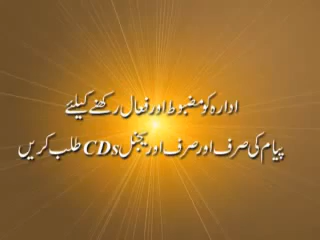 ادارہ کو مضبوط اور فعال رکھنے کیلئے
پیام کی صرف اور صرف اوریجنل CDs طلب کریں